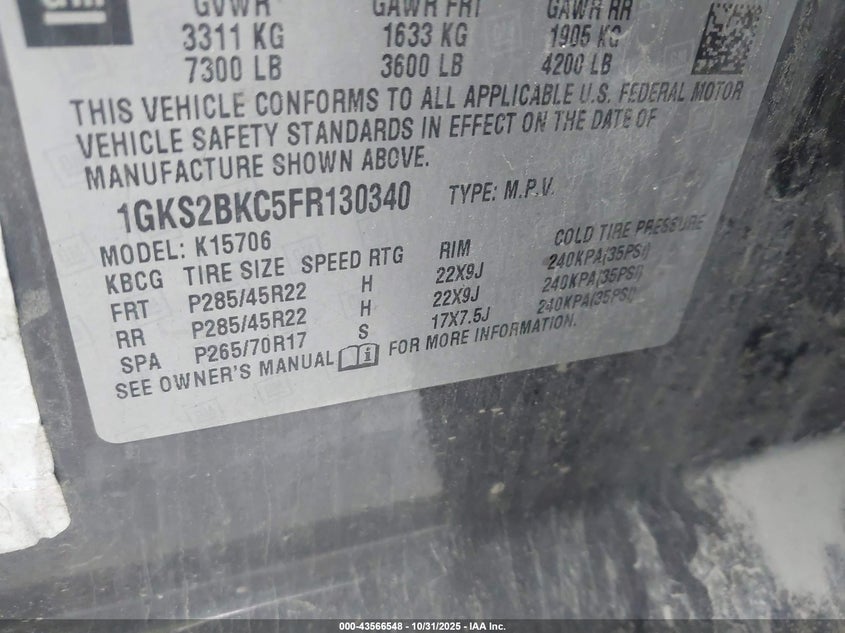 GM
GVWR GAWR FRT GAWR RR
3311 KG 1633 KG 1905 KG
7300 LB 3600 LB 4200 LB
THIS VEHICLE CONFORMS TO ALL APPLICABLE U.S. FEDERAL MOTOR
VEHICLE SAFETY STANDARDS IN EFFECT ON THE DATE OF
MANUFACTURE SHOWN ABOVE.
1GKS2BKC5FR130340 TYPE: M.P.V.
MODEL: K15706
KBCG TIRE SIZE SPEED RTG RIM COLD TIRE PRESSURE
FRT P285/45R22 H 22X9J 240KPA(35PSI)
RR P285/45R22 H 22X9J 240KPA(35PSI)
SPA P265/70R17 S 17X7.5J 240KPA(35PSI)
SEE OWNER'S MANUAL FOR MORE INFORMATION.
000-43566548 - 10/31/2025 - IAA Inc.